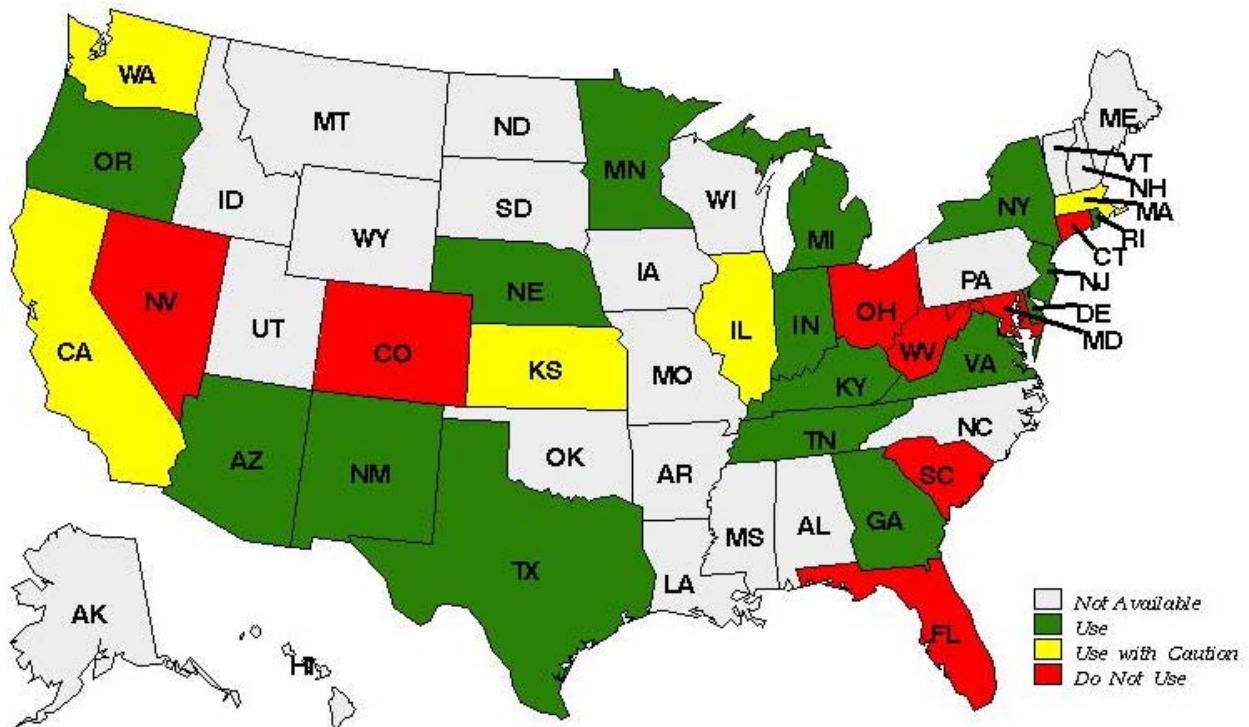 WA
MT
ND
MN
ME
OR
ID
SD
WI
VT
NH
WY
NY
MA
MI
RI
CT
IA
PA
NJ
NE
NV
UT
CO
IL
IN
OH
DE
MD
CA
KS
MO
WV
VA
KY
TN
NC
AZ
NM
OK
AR
SC
MS
AL
GA
TX
LA
AK
HI
FL
Not Available
Use
Use with Caution
Do Not Use